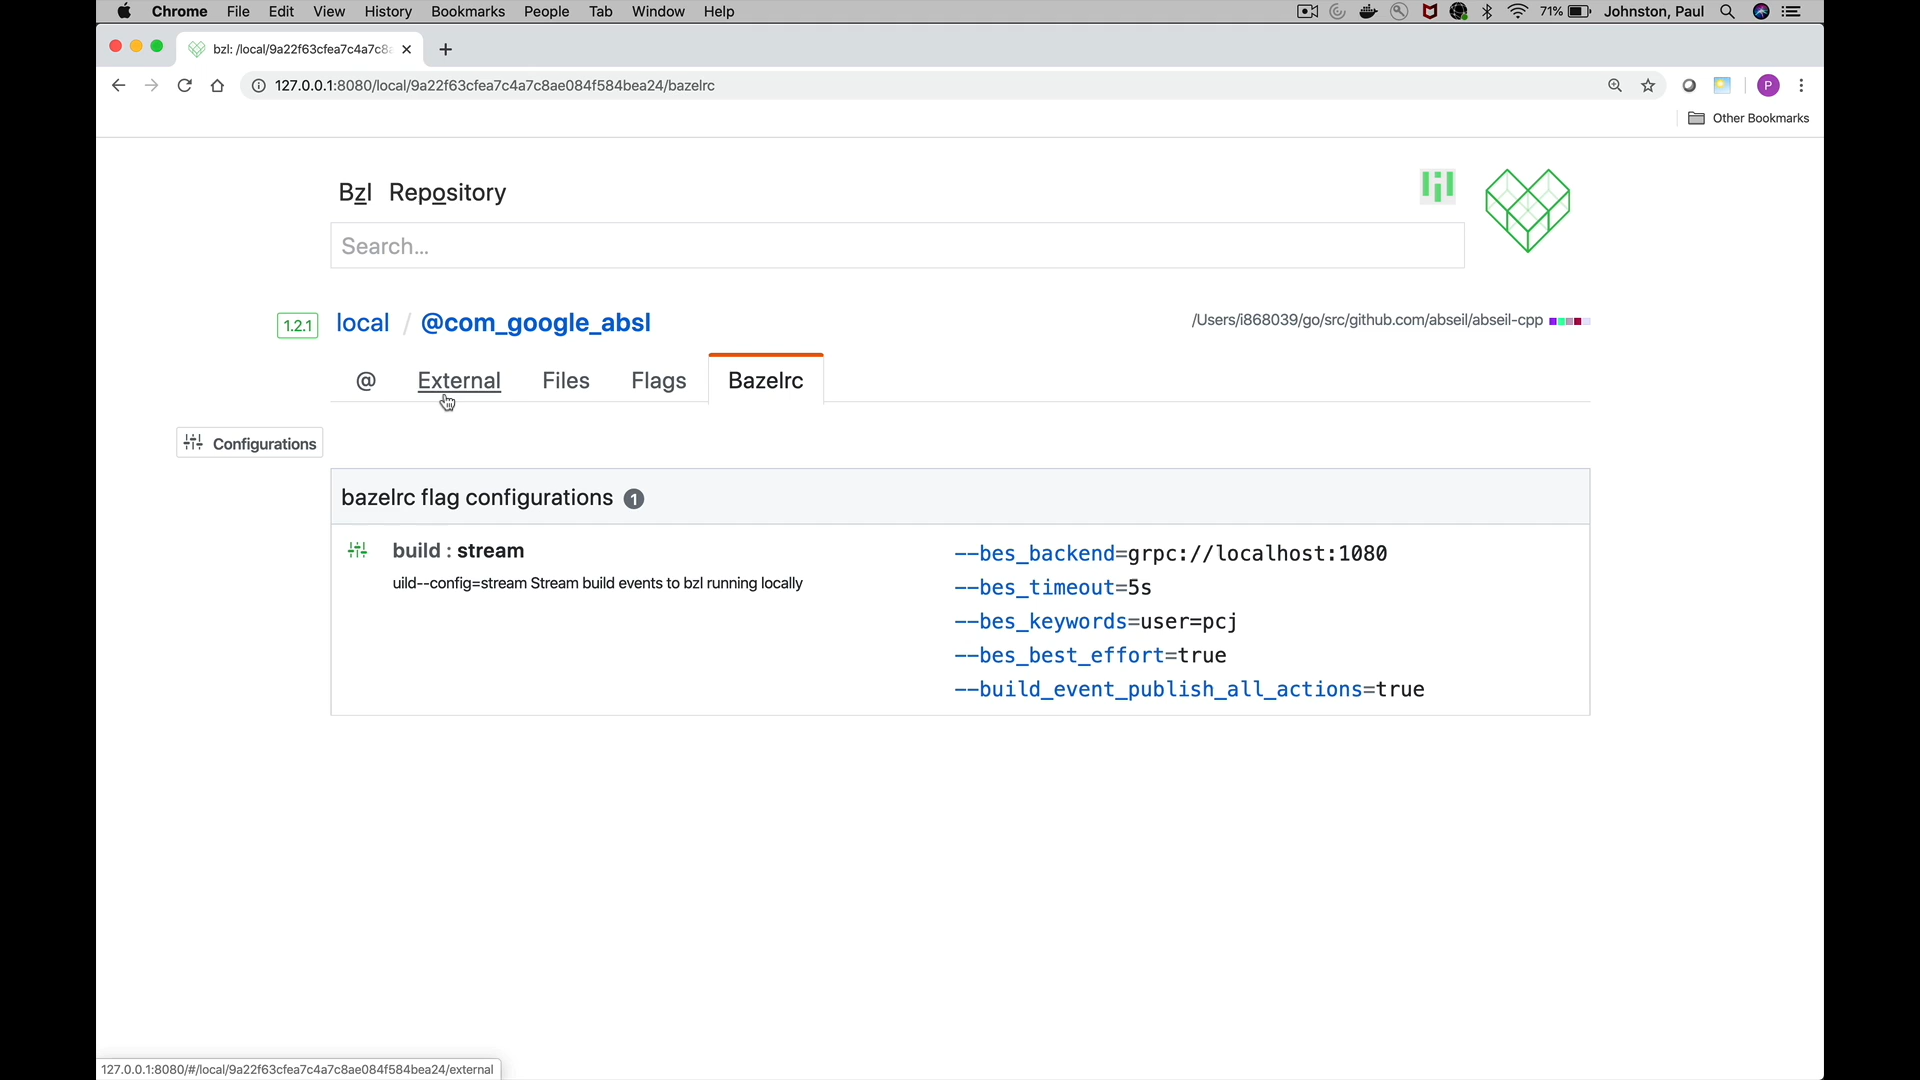 Chrome File Edit View History Bookmarks People Tab Window Help 71% Johnston, Paul
bzl: /local/9a22f63cfea7c4a7c8a
127.0.0.1:8080/local/9a22f63cfea7c4a7c8ae084f584bea24/bazelrc P
Other Bookmarks
Bzl Repository
Search...
1.2.1 local / @com_google_absl /Users/i868039/go/src/github.com/abseil/abseil-cpp
@ External Files Flags Bazelrc
Configurations
bazelrc flag configurations 1
build : stream
uild--config=stream Stream build events to bzl running locally
--bes_backend=grpc://localhost:1080
--bes_timeout=5s
--bes_keywords=user=pcj
--bes_best_effort=true
--build_event_publish_all_actions=true
127.0.0.1:8080/#/local/9a22f63cfea7c4a7c8ae084f584bea24/external